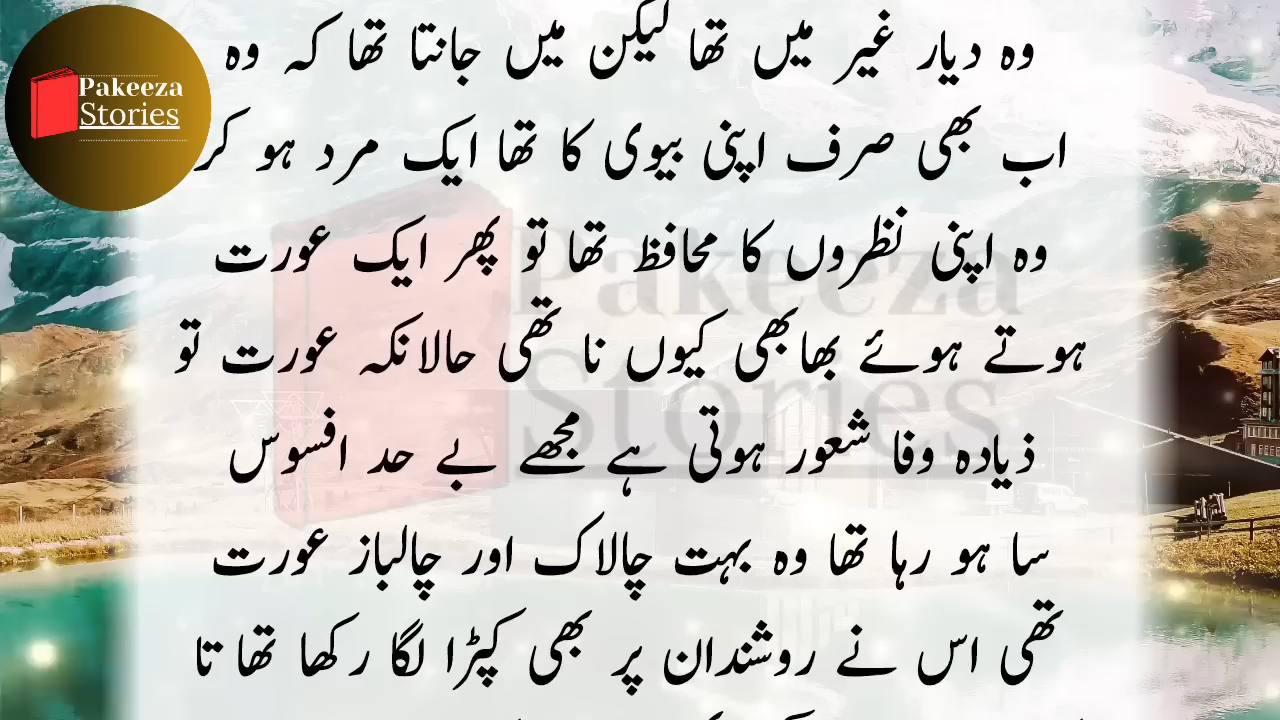 Pakeeza
Stories
وہ دیار غیر میں تھا لیکن میں جانتا تھا کہ وہ
اب بھی صرف اپنی بیوی کا تھا ایک مرد ہو کر
وہ اپنی نظروں کا محافظ تھا تو پھر ایک عورت
ہوتے ہوئے بھابھی کیوں نا تھی حالانکہ عورت تو
ذیادہ وفا شعور ہوتی ہے مجھے بے حد افسوس
سا ہو رہا تھا وہ بہت چالاک اور چالباز عورت
تھی اس نے روشندان پر بھی کپڑا لگا رکھا تھا تا
Pakeeza
Stories